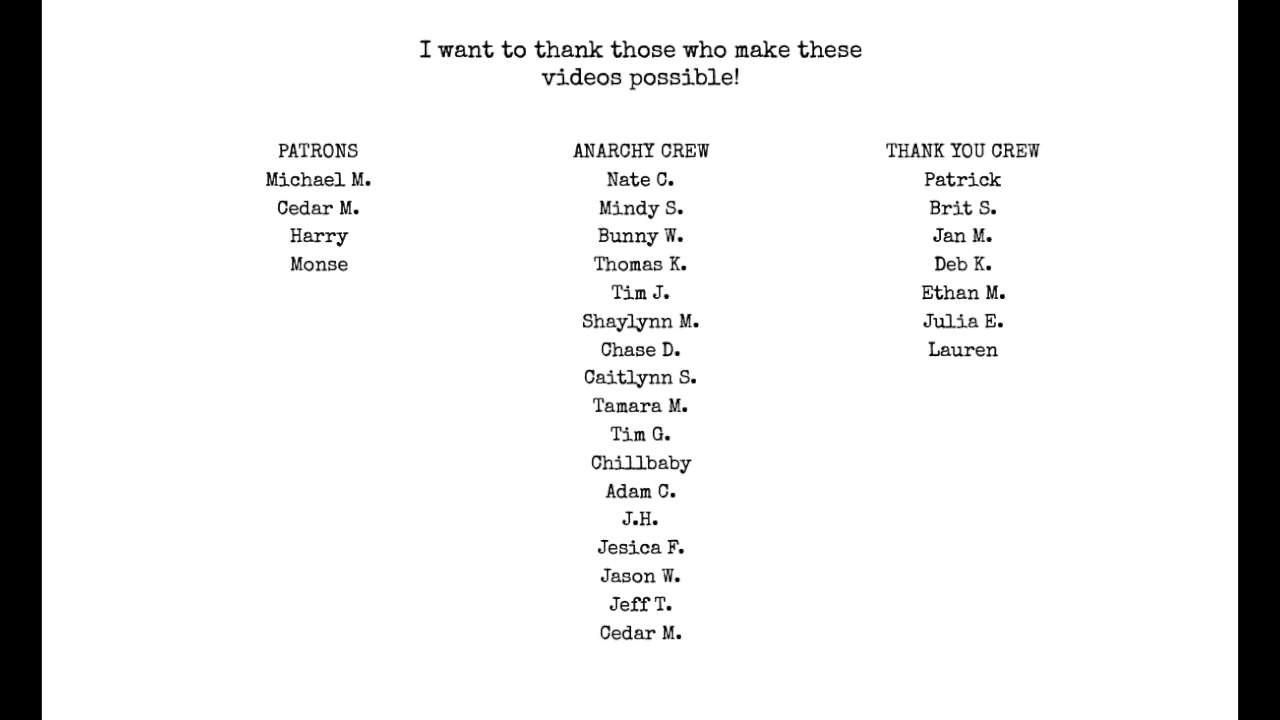 I want to thank those who make these
videos possible!
PATRONS
Michael M.
Cedar M.
Harry
Monse
ANARCHY CREW
Nate C.
Mindy S.
Bunny W.
Thomas K.
Tim J.
Shaylynn M.
Chase D.
Caitlynn S.
Tamara M.
Tim G.
Chillbaby
Adam C.
J.H.
Jesica F.
Jason W.
Jeff T.
Cedar M.
THANK YOU CREW
Patrick
Brit S.
Jan M.
Deb K.
Ethan M.
Julia E.
Lauren